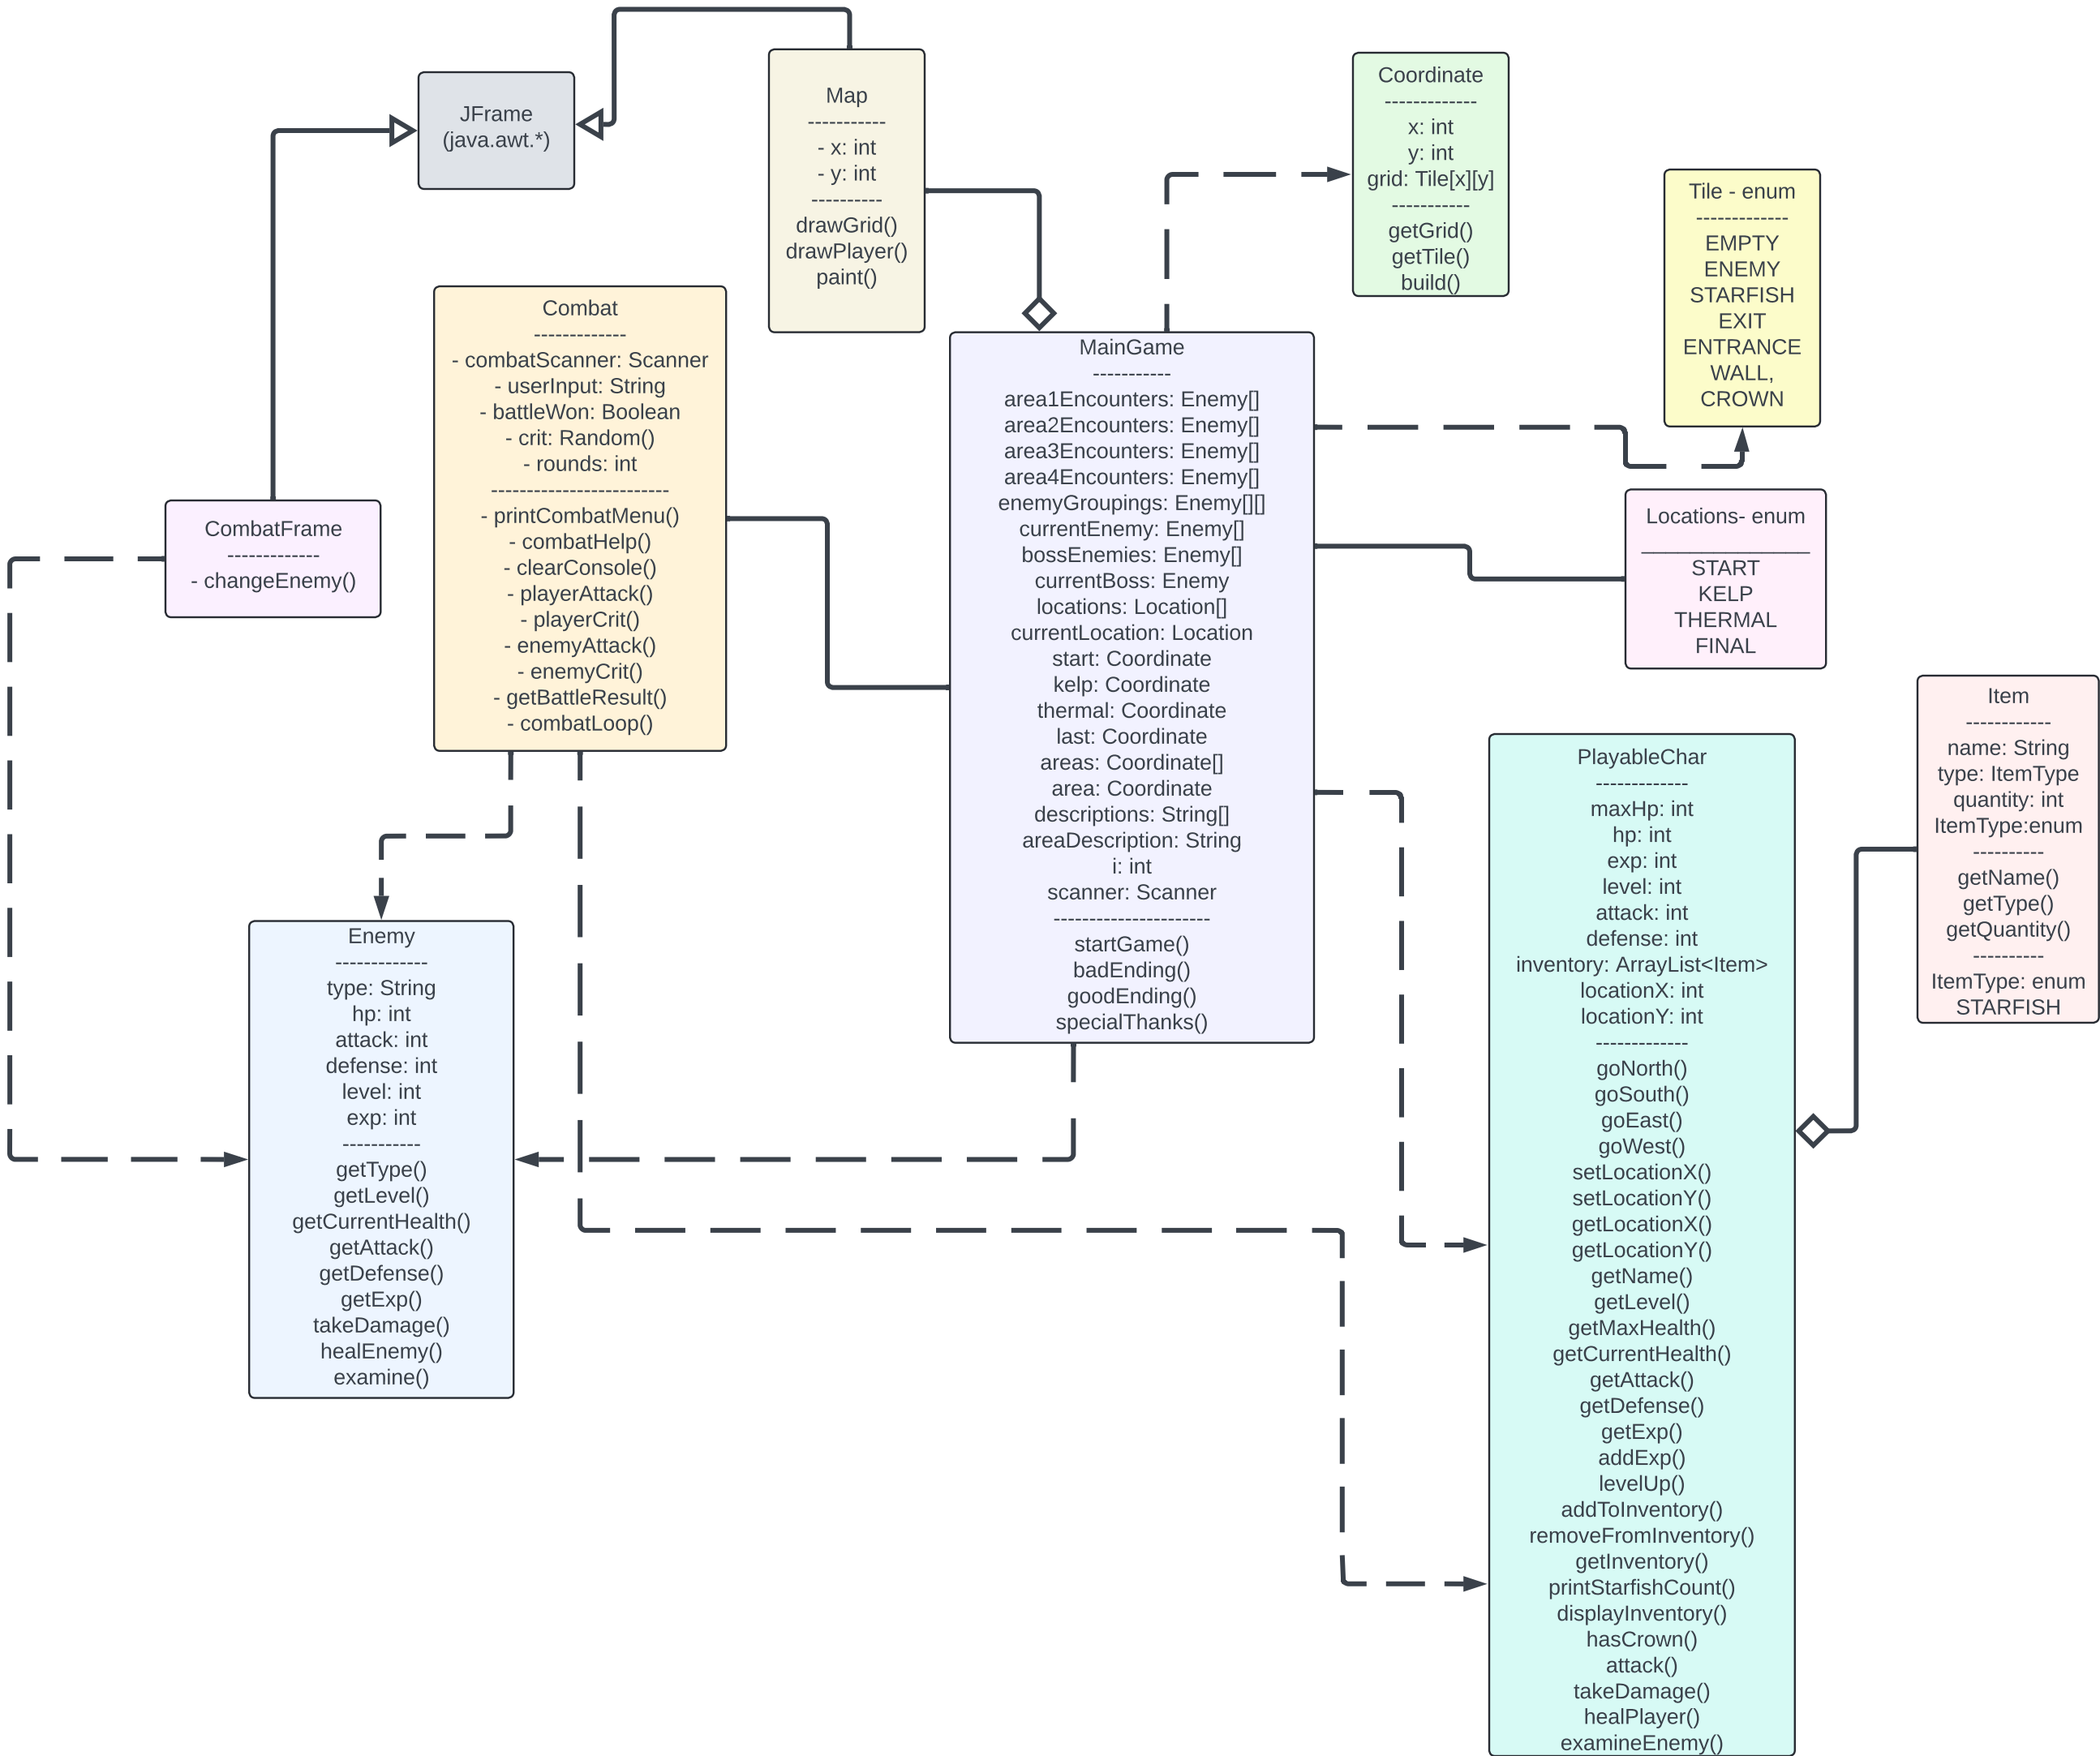 JFrame
(java.awt.*)
Map
-----------
- x: int
- y: int
----------
drawGrid()
drawPlayer()
paint()
Coordinate
-------------
x: int
y: int
grid: Tile[x][y]
-----------
getGrid()
getTile()
build()
Tile - enum
-------------
EMPTY
ENEMY
STARFISH
EXIT
ENTRANCE
WALL,
CROWN
Combat
-------------
- combatScanner: Scanner
- userInput: String
- battleWon: Boolean
- crit: Random()
- rounds: int
-------------------------
- printCombatMenu()
- combatHelp()
- clearConsole()
- playerAttack()
- playerCrit()
- enemyAttack()
- enemyCrit()
- getBattleResult()
- combatLoop()
MainGame
-----------
area1Encounters: Enemy[]
area2Encounters: Enemy[]
area3Encounters: Enemy[]
area4Encounters: Enemy[]
enemyGroupings: Enemy[][]
currentEnemy: Enemy[]
bossEnemies: Enemy[]
currentBoss: Enemy
locations: Location[]
currentLocation: Location
start: Coordinate
kelp: Coordinate
thermal: Coordinate
last: Coordinate
areas: Coordinate[]
area: Coordinate
descriptions: String[]
areaDescription: String
i: int
scanner: Scanner
----------------------
startGame()
badEnding()
goodEnding()
specialThanks()
CombatFrame
-------------
- changeEnemy()
Locations- enum
______________
START
KELP
THERMAL
FINAL
Item
------------
name: String
type: ItemType
quantity: int
ItemType:enum
----------
getName()
getType()
getQuantity()
----------
ItemType: enum
STARFISH
PlayableChar
-------------
maxHp: int
hp: int
exp: int
level: int
attack: int
defense: int
inventory: ArrayList<Item>
locationX: int
locationY: int
-------------
goNorth()
goSouth()
goEast()
goWest()
setLocationX()
setLocationY()
getLocationX()
getLocationY()
getName()
getLevel()
getMaxHealth()
getCurrentHealth()
getAttack()
getDefense()
getExp()
addExp()
levelUp()
addToInventory()
removeFromInventory()
getInventory()
printStarfishCount()
displayInventory()
hasCrown()
attack()
takeDamage()
healPlayer()
examineEnemy()
Enemy
-------------
type: String
hp: int
attack: int
defense: int
level: int
exp: int
-----------
getType()
getLevel()
getCurrentHealth()
getAttack()
getDefense()
getExp()
takeDamage()
healEnemy()
examine()